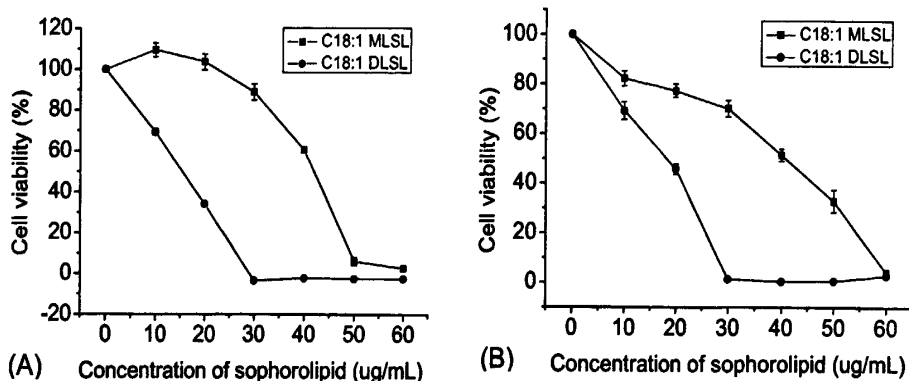 120
100
80
60
40
20
0
-20
Cell viability (%)
C18:1 MLSL
C18:1 DLSL
0 10 20 30 40 50 60
Concentration of sophorolipid (ug/mL)
(A)
100
80
60
40
20
0
Cell viability (%)
C18:1 MLSL
C18:1 DLSL
0 10 20 30 40 50 60
Concentration of sophorolipid (ug/mL)
(B)